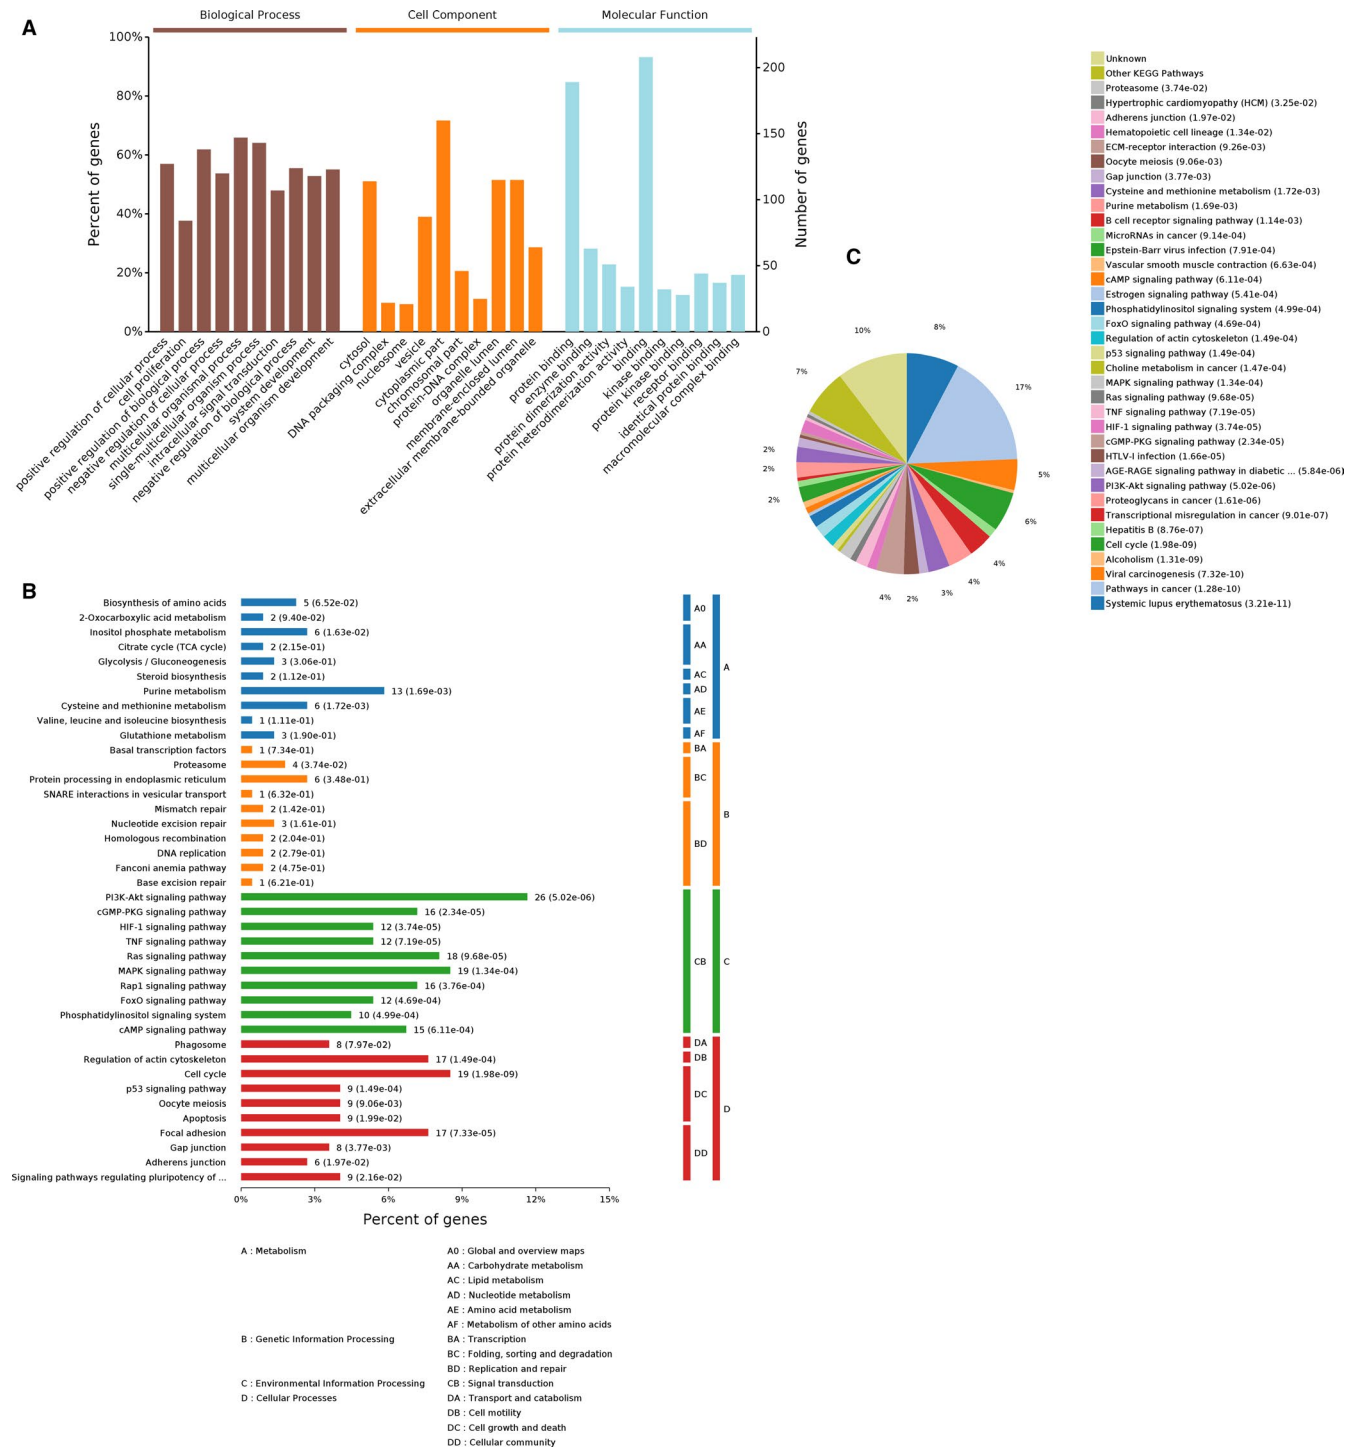 A
Biological Process
Cell Component
Molecular Function
Percent of genes
100%
80%
60%
40%
20%
0%
Number of genes
200
150
100
50
0
positive regulation of cellular process
cell proliferation
positive regulation of biological process
negative regulation of cellular process
multicellular organismal process
single-multicellular organism process
intracellular signal transduction
negative regulation of biological process
system development
multicellular organism development
cytosol
DNA packaging complex
nucleosome
vesicle
cytoplasmic part
chromosomal part
protein-DNA complex
organelle lumen
membrane-enclosed lumen
extracellular membrane-bounded organelle
protein binding
enzyme binding
protein dimerization activity
protein heterodimerization activity
binding
kinase binding
protein kinase binding
receptor binding
identical protein binding
macromolecular complex binding
C
10%
8%
7%
17%
2%
2%
2%
5%
6%
4%
4%
3%
2%
4%
Unknown
Other KEGG Pathways
Proteasome (3.74e-02)
Hypertrophic cardiomyopathy (HCM) (3.25e-02)
Adherens junction (1.97e-02)
Hematopoietic cell lineage (1.34e-02)
ECM-receptor interaction (9.26e-03)
Oocyte meiosis (9.06e-03)
Gap junction (3.77e-03)
Cysteine and methionine metabolism (1.72e-03)
Purine metabolism (1.69e-03)
B cell receptor signaling pathway (1.14e-03)
MicroRNAs in cancer (9.14e-04)
Epstein-Barr virus infection (7.91e-04)
Vascular smooth muscle contraction (6.63e-04)
cAMP signaling pathway (6.11e-04)
Estrogen signaling pathway (5.41e-04)
Phosphatidylinositol signaling system (4.99e-04)
FoxO signaling pathway (4.69e-04)
Regulation of actin cytoskeleton (1.49e-04)
p53 signaling pathway (1.49e-04)
Choline metabolism in cancer (1.47e-04)
MAPK signaling pathway (1.34e-04)
Ras signaling pathway (9.68e-05)
TNF signaling pathway (7.19e-05)
HIF-1 signaling pathway (3.74e-05)
cGMP-PKG signaling pathway (2.34e-05)
HTLV-I infection (1.66e-05)
AGE-RAGE signaling pathway in diabetic ... (5.84e-06)
PI3K-Akt signaling pathway (5.02e-06)
Proteoglycans in cancer (1.61e-06)
Transcriptional misregulation in cancer (9.01e-07)
Hepatitis B (8.76e-07)
Cell cycle (1.98e-09)
Alcoholism (1.31e-09)
Viral carcinogenesis (7.32e-10)
Pathways in cancer (1.28e-10)
Systemic lupus erythematosus (3.21e-11)
B
Biosynthesis of amino acids 5 (6.52e-02)
2-Oxocarboxylic acid metabolism 2 (9.40e-02)
Inositol phosphate metabolism 6 (1.63e-02)
Citrate cycle (TCA cycle) 2 (2.15e-01)
Glycolysis / Gluconeogenesis 3 (3.06e-01)
Steroid biosynthesis 2 (1.12e-01)
Purine metabolism 13 (1.69e-03)
Cysteine and methionine metabolism 6 (1.72e-03)
Valine, leucine and isoleucine biosynthesis 1 (1.11e-01)
Glutathione metabolism 3 (1.90e-01)
Basal transcription factors 1 (7.34e-01)
Proteasome 4 (3.74e-02)
Protein processing in endoplasmic reticulum 6 (3.48e-01)
SNARE interactions in vesicular transport 1 (6.32e-01)
Mismatch repair 2 (1.42e-01)
Nucleotide excision repair 3 (1.61e-01)
Homologous recombination 2 (2.04e-01)
DNA replication 2 (2.79e-01)
Fanconi anemia pathway 2 (4.75e-01)
Base excision repair 1 (6.21e-01)
PI3K-Akt signaling pathway 26 (5.02e-06)
cGMP-PKG signaling pathway 16 (2.34e-05)
HIF-1 signaling pathway 12 (3.74e-05)
TNF signaling pathway 12 (7.19e-05)
Ras signaling pathway 18 (9.68e-05)
MAPK signaling pathway 19 (1.34e-04)
Rap1 signaling pathway 16 (3.76e-04)
FoxO signaling pathway 12 (4.69e-04)
Phosphatidylinositol signaling system 10 (4.99e-04)
cAMP signaling pathway 15 (6.11e-04)
Phagosome 8 (7.97e-02)
Regulation of actin cytoskeleton 17 (1.49e-04)
Cell cycle 19 (1.98e-09)
p53 signaling pathway 9 (1.49e-04)
Oocyte meiosis 9 (9.06e-03)
Apoptosis 9 (1.99e-02)
Focal adhesion 17 (7.33e-05)
Gap junction 8 (3.77e-03)
Adherens junction 6 (1.97e-02)
Signaling pathways regulating pluripotency of ... 9 (2.16e-02)
A0
AA
AC
AD
AE
AF
BA
BC
BD
CB
DA
DB
DC
DD
A
B
C
D
0% 3% 6% 9% 12% 15%
Percent of genes
A : Metabolism A0 : Global and overview maps
AA : Carbohydrate metabolism
AC : Lipid metabolism
AD : Nucleotide metabolism
AE : Amino acid metabolism
AF : Metabolism of other amino acids
B : Genetic Information Processing BA : Transcription
BC : Folding, sorting and degradation
BD : Replication and repair
C : Environmental Information Processing CB : Signal transduction
D : Cellular Processes DA : Transport and catabolism
DB : Cell motility
DC : Cell growth and death
DD : Cellular community